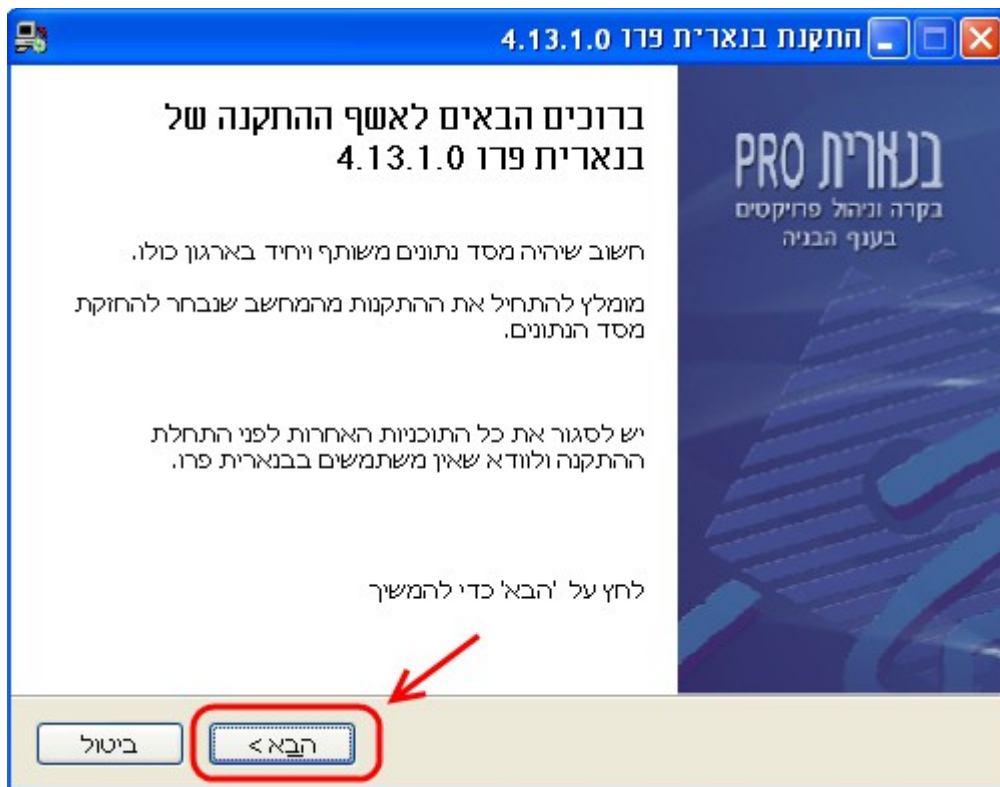 התקנת בנארית פרו 4.13.1.0
בנארית PRO
בקרה וניהול פרויקטים
בענף הבניה
ברוכים הבאים לאשף ההתקנה של
בנארית פרו 4.13.1.0
חשוב שיהיה מסד נתונים משותף ויחיד בארגון כולו.
מומלץ להתחיל את ההתקנות מהמחשב שנבחר להחזקת
מסד הנתונים.
יש לסגור את כל התוכניות האחרות לפני התחלת
ההתקנה ולוודא שאין משתמשים בבנארית פרו.
לחץ על 'הבא' כדי להמשיך
הבא >
ביטול